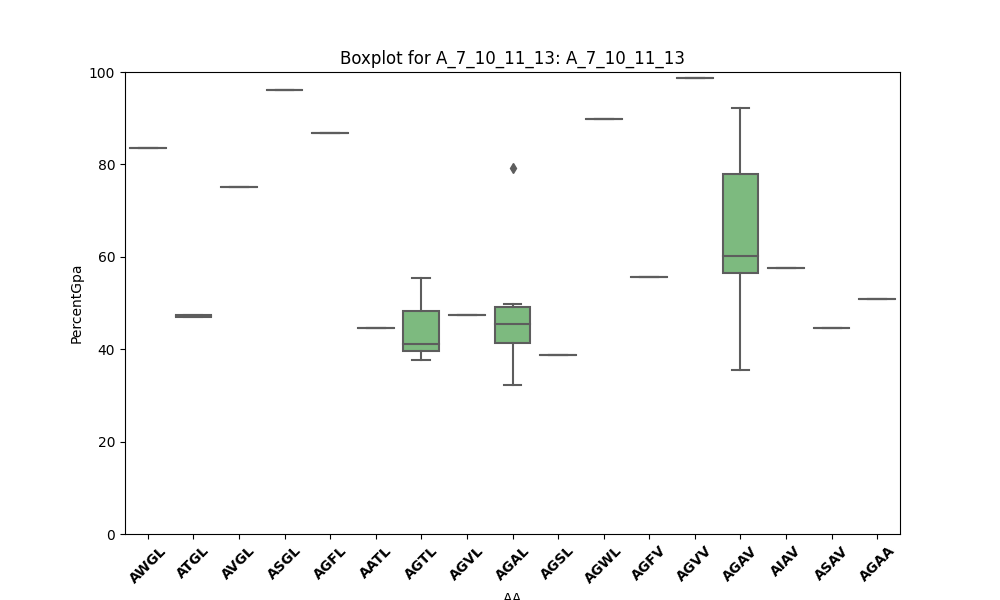 Boxplot for A_7_10_11_13: A_7_10_11_13
PercentGpa
100
80
60
40
20
0
AWGL
ATGL
AVGL
ASGL
AGFL
AATL
AGTL
AGVL
AGAL
AGSL
AGWL
AGFV
AGVV
AGAV
AIAV
ASAV
AGAA
AA